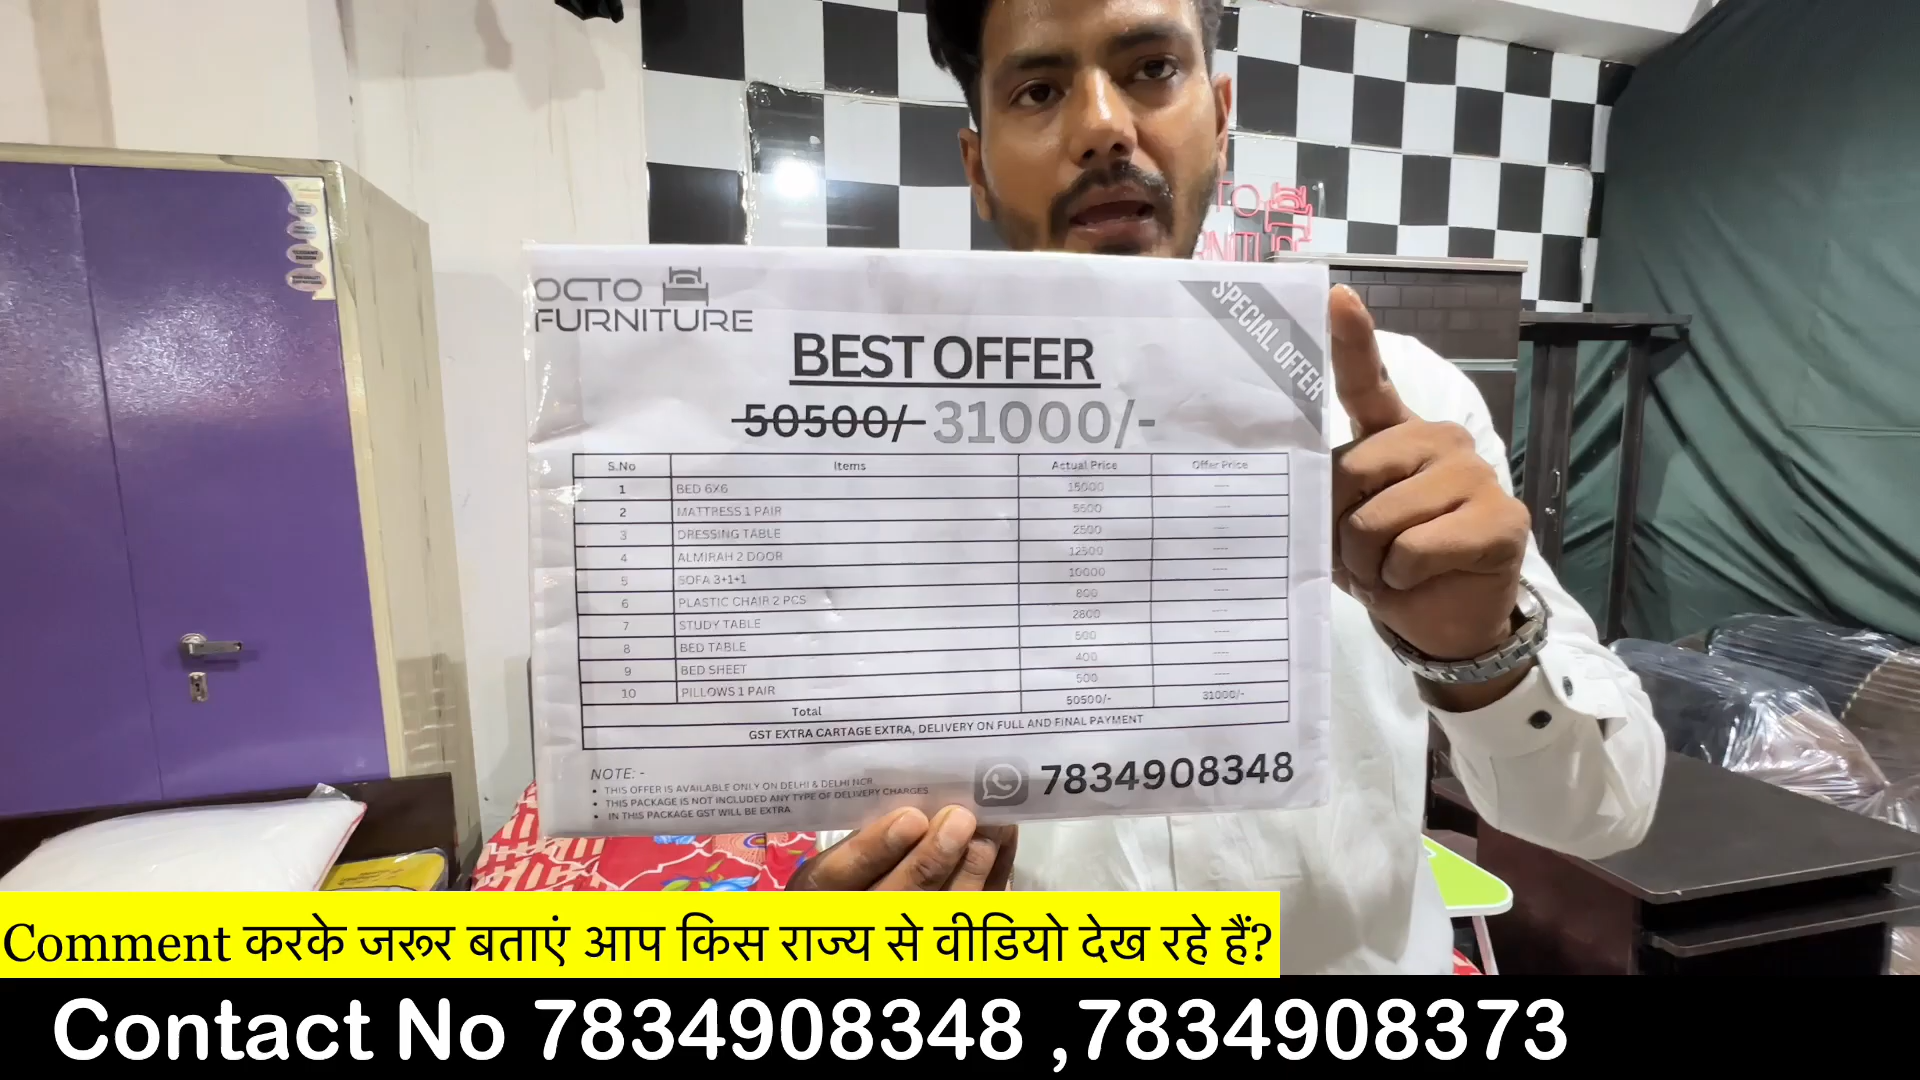 TO
RNITURE
OCTO
FURNITURE
SPECIAL OFFER
BEST OFFER
50500/- 31000/-
S.No Items Actual Price Offer Price
1 BED 6X6 15000 ----
2 MATTRESS 1 PAIR 5500 ----
3 DRESSING TABLE 2500 ----
4 ALMIRAH 2 DOOR 12500 ----
5 SOFA 3+1+1 10000 ----
6 PLASTIC CHAIR 2 PCS 800 ----
7 STUDY TABLE 2800 ----
8 BED TABLE 500 ----
9 BED SHEET 400 ----
10 PILLOWS 1 PAIR 500 ----
Total 50500/- 31000/-
GST EXTRA CARTAGE EXTRA, DELIVERY ON FULL AND FINAL PAYMENT
NOTE: -
• THIS OFFER IS AVAILABLE ONLY ON DELHI & DELHI NCR
• THIS PACKAGE IS NOT INCLUDED ANY TYPE OF DELIVERY CHARGES
• IN THIS PACKAGE GST WILL BE EXTRA
7834908348
Comment करके जरूर बताएं आप किस राज्य से वीडियो देख रहे हैं?
Contact No 7834908348 ,7834908373